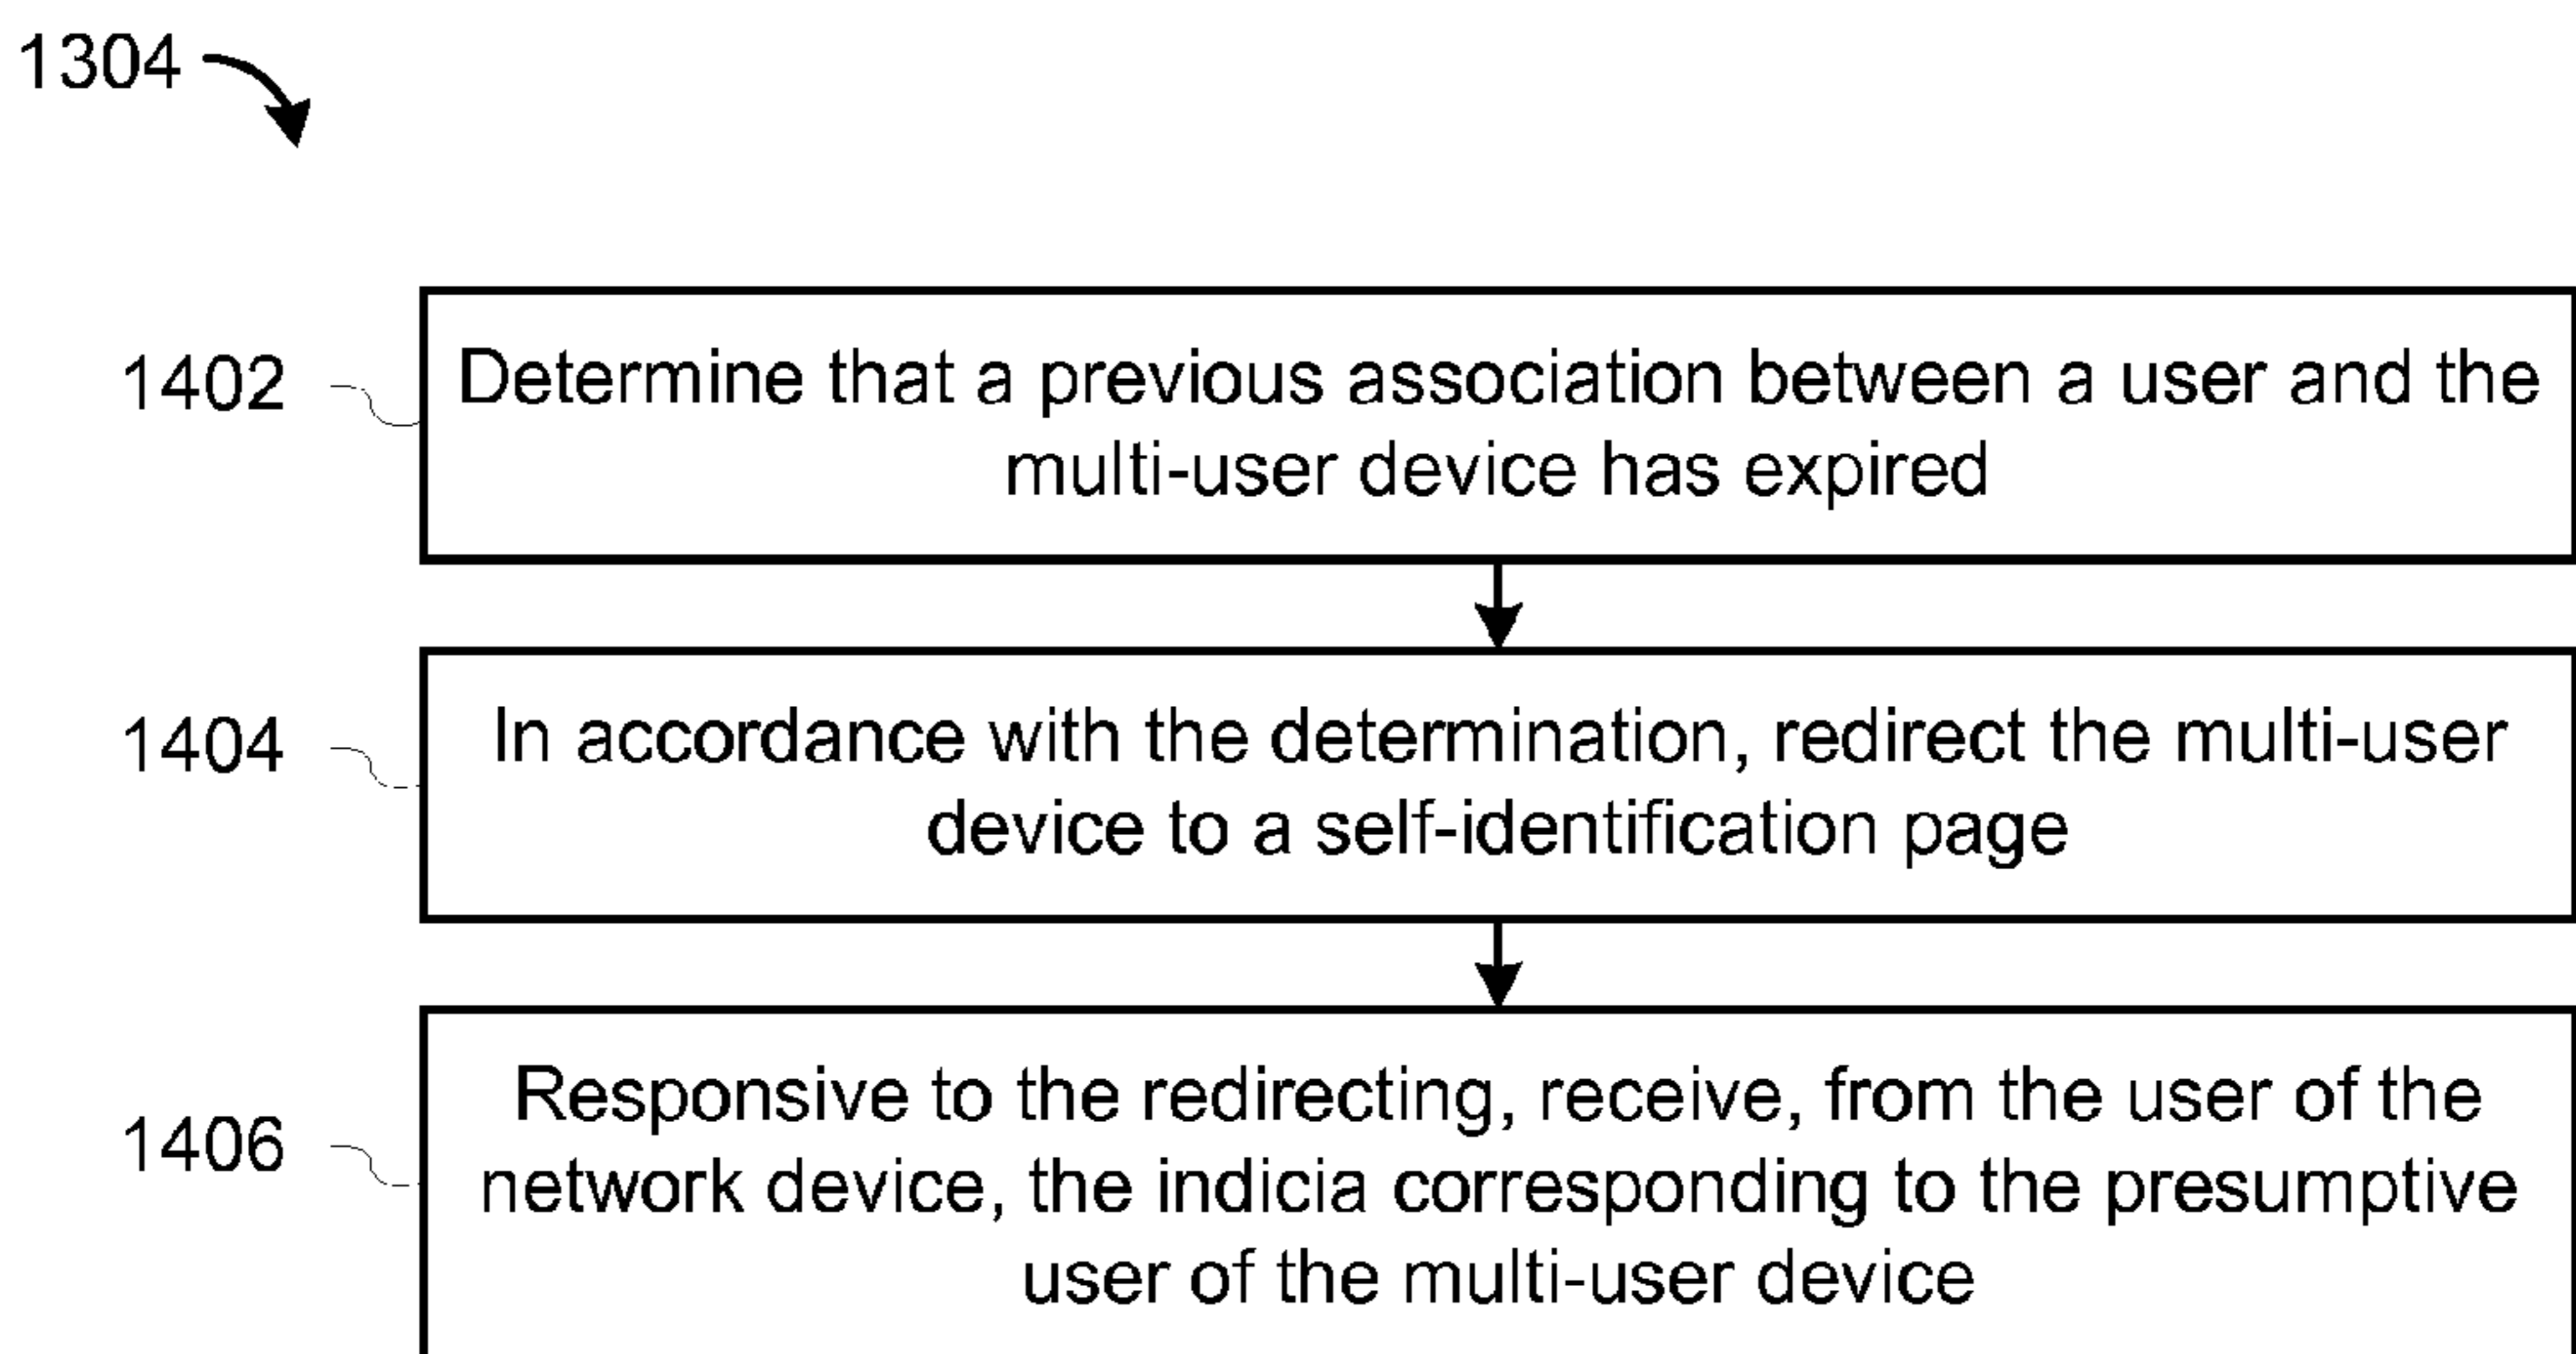 1304
1402
Determine that a previous association between a user and the
multi-user device has expired
1404
In accordance with the determination, redirect the multi-user
device to a self-identification page
1406
Responsive to the redirecting, receive, from the user of the
network device, the indicia corresponding to the presumptive
user of the multi-user device